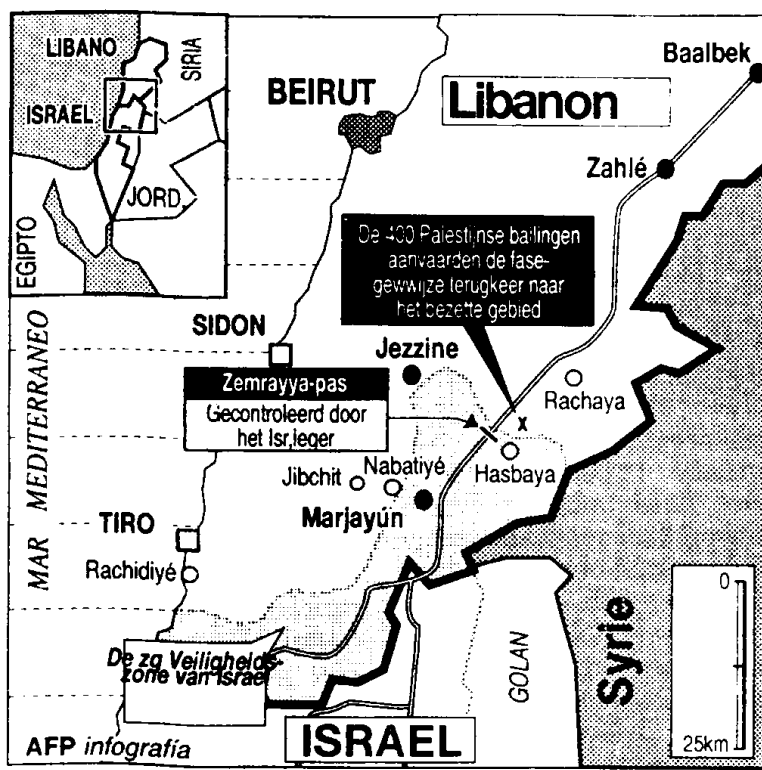 LIBANO
SIRIA
ISRAEL
JORD.
EGIPTO
BEIRUT
Libanon
Baalbek
Zahlé
De 400 Palestijnse ballingen
aanvaarden de fase-
gewwijze terugkeer naar
het bezette gebied
MAR MEDITERRANEO
SIDON
Jezzine
Zemrayya-pas
Gecontroleerd door
het Isr,leger
Rachaya
x
Hasbaya
Jibchit
Nabatiyé
Marjayún
TIRO
Rachidiyé
De zg Veiligheids-
zone van Israel
GOLAN
Syrie
0
25km
ISRAEL
AFP infografía